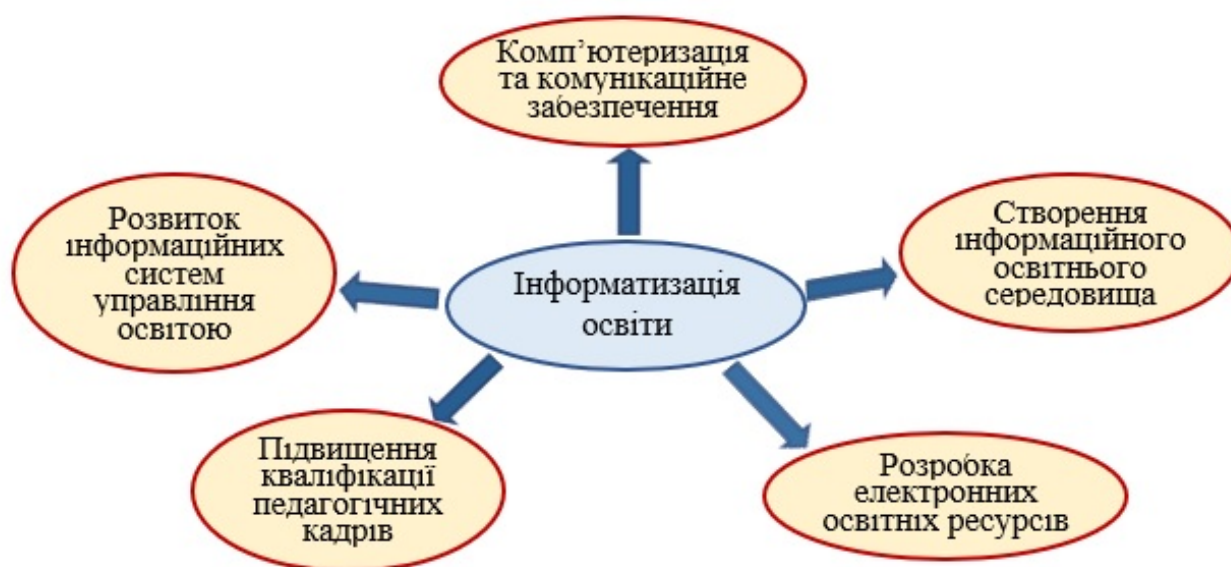 Комп’ютеризація
та комунікаційне
забезпечення
Розвиток
інформаційних
систем
управління
освітою
Створення
інформаційного
освітнього
середовища
Інформатизація
освіти
Підвищення
кваліфікації
педагогічних
кадрів
Розробка
електронних
освітніх ресурсів